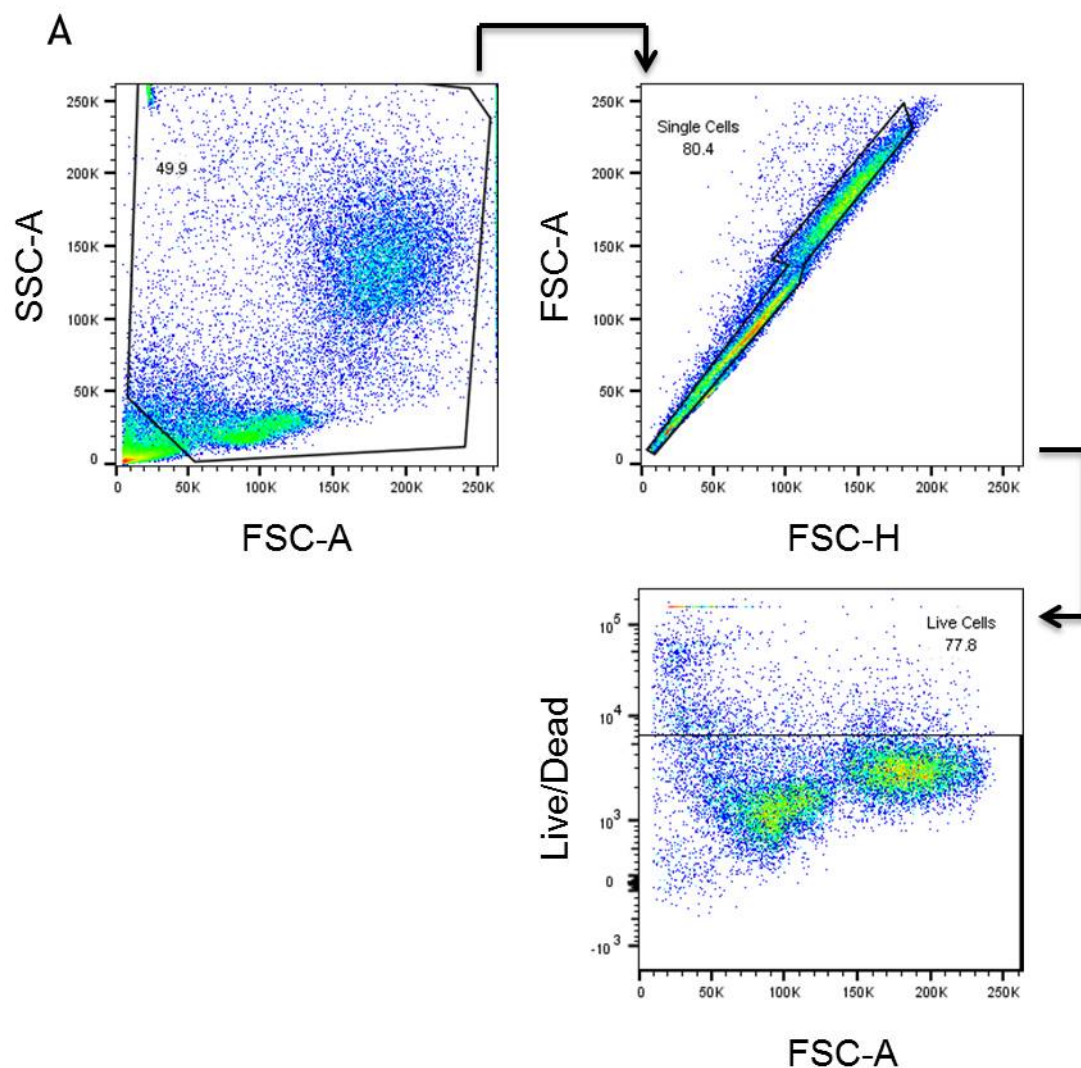 A
250K
200K
150K
100K
50K
0
49.9
0 50K 100K 150K 200K 250K
SSC-A
FSC-A
250K
200K
150K
100K
50K
0
Single Cells
80.4
0 50K 100K 150K 200K 250K
FSC-A
FSC-H
10^5
10^4
10^3
0
-10^3
Live Cells
77.8
0 50K 100K 150K 200K 250K
Live/Dead
FSC-A